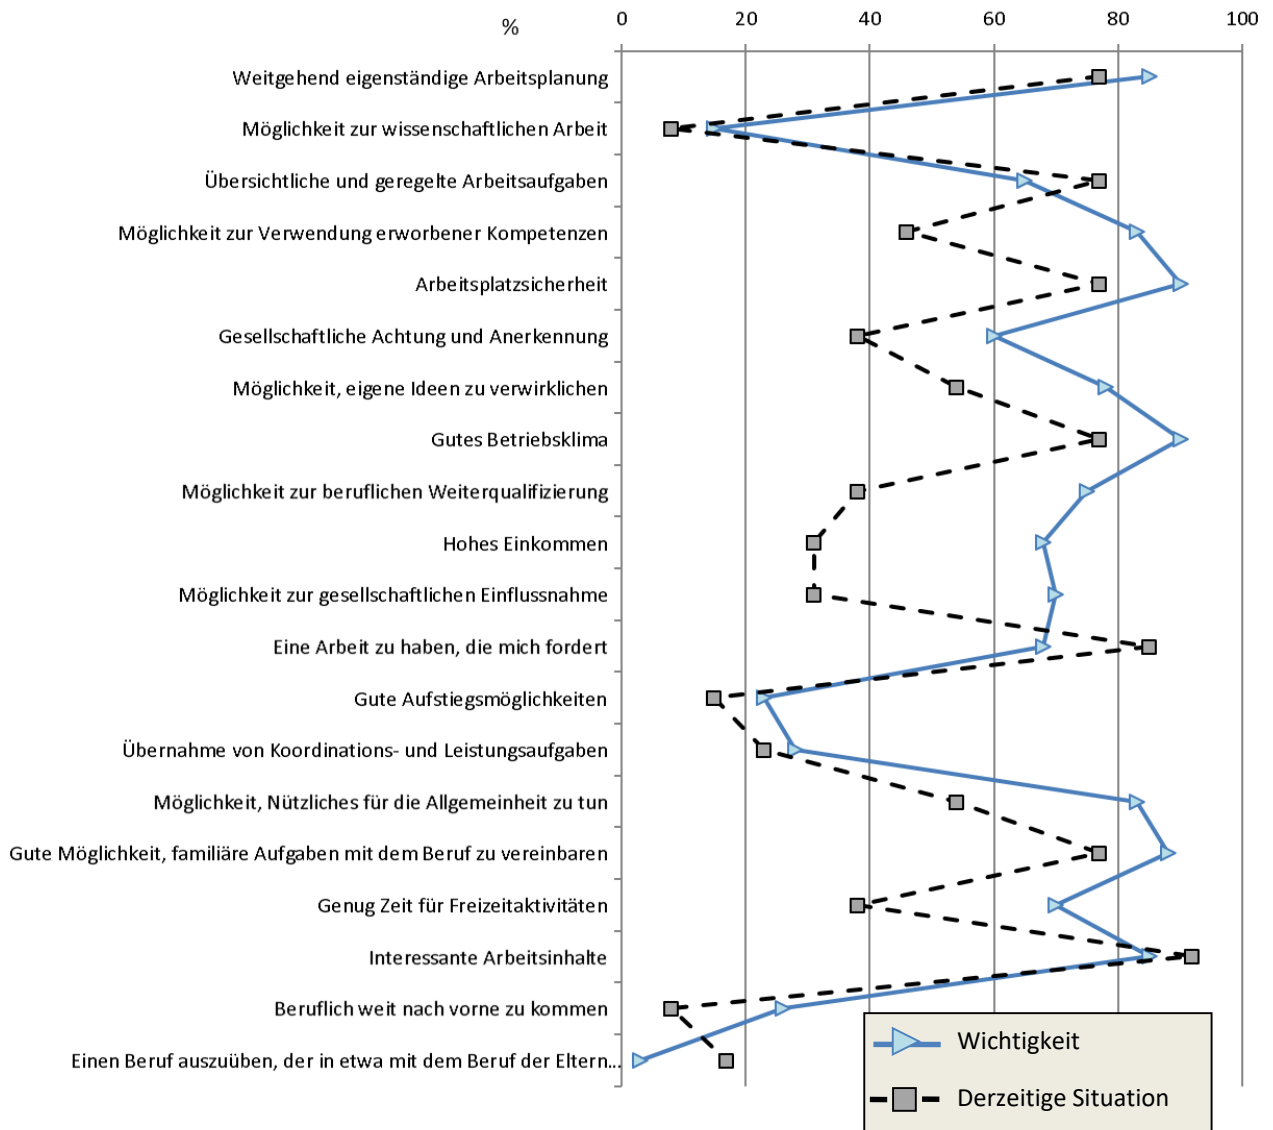 % 0 20 40 60 80 100
Weitgehend eigenständige Arbeitsplanung
Möglichkeit zur wissenschaftlichen Arbeit
Übersichtliche und geregelte Arbeitsaufgaben
Möglichkeit zur Verwendung erworbener Kompetenzen
Arbeitsplatzsicherheit
Gesellschaftliche Achtung und Anerkennung
Möglichkeit, eigene Ideen zu verwirklichen
Gutes Betriebsklima
Möglichkeit zur beruflichen Weiterqualifizierung
Hohes Einkommen
Möglichkeit zur gesellschaftlichen Einflussnahme
Eine Arbeit zu haben, die mich fordert
Gute Aufstiegsmöglichkeiten
Übernahme von Koordinations- und Leistungsaufgaben
Möglichkeit, Nützliches für die Allgemeinheit zu tun
Gute Möglichkeit, familiäre Aufgaben mit dem Beruf zu vereinbaren
Genug Zeit für Freizeitaktivitäten
Interessante Arbeitsinhalte
Beruflich weit nach vorne zu kommen
Einen Beruf auszuüben, der in etwa mit dem Beruf der Eltern...
Wichtigkeit
Derzeitige Situation